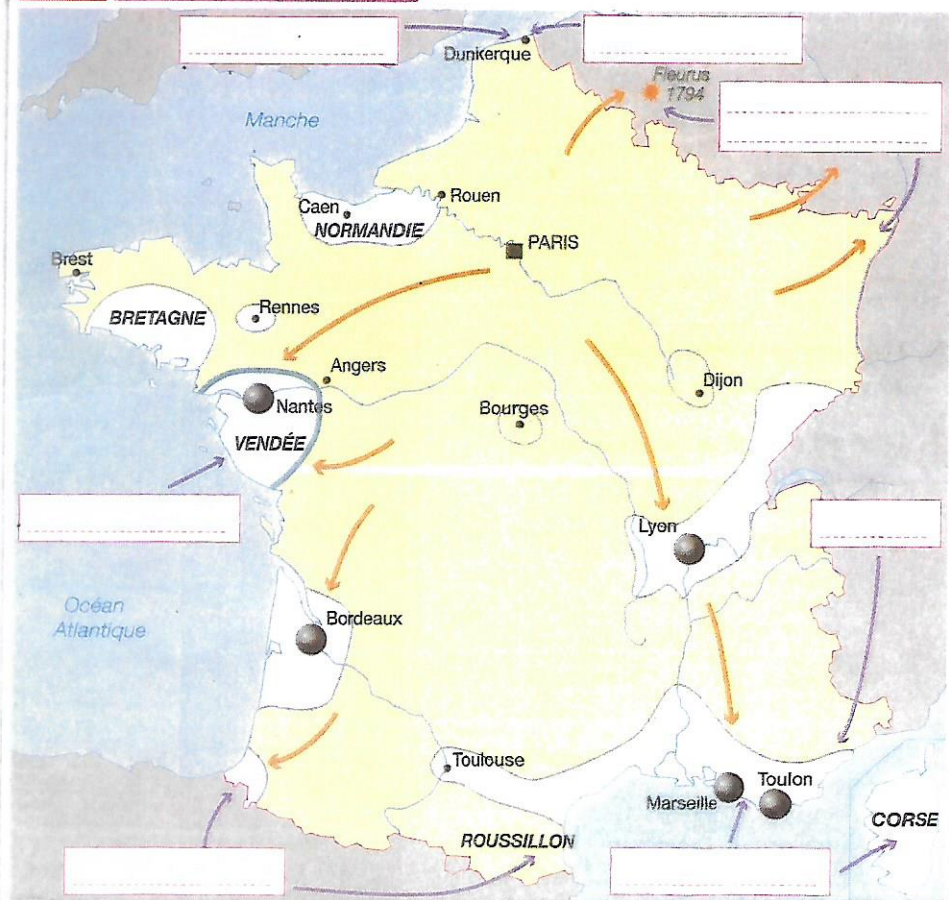 Dunkerque
Fleurus
1794
Manche
Rouen
Caen
NORMANDIE
PARIS
Brest
Rennes
BRETAGNE
Angers
Dijon
Nantes
Bourges
VENDÉE
Lyon
Océan
Atlantique
Bordeaux
Toulouse
Toulon
Marseille
CORSE
ROUSSILLON